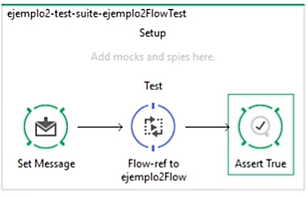 ejemplo2-test-suite-ejemplo2FlowTest
Setup
Add mocks and spies here.
Test
Set Message
Flow-ref to
ejemplo2Flow
Assert True